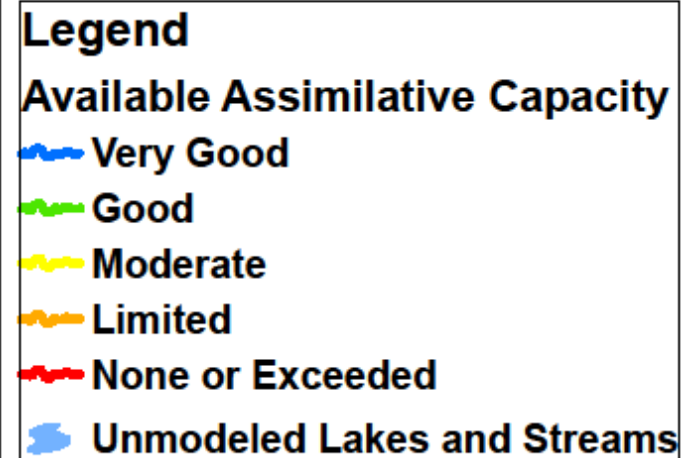 Legend
Available Assimilative Capacity
Very Good
Good
Moderate
Limited
None or Exceeded
Unmodeled Lakes and Streams